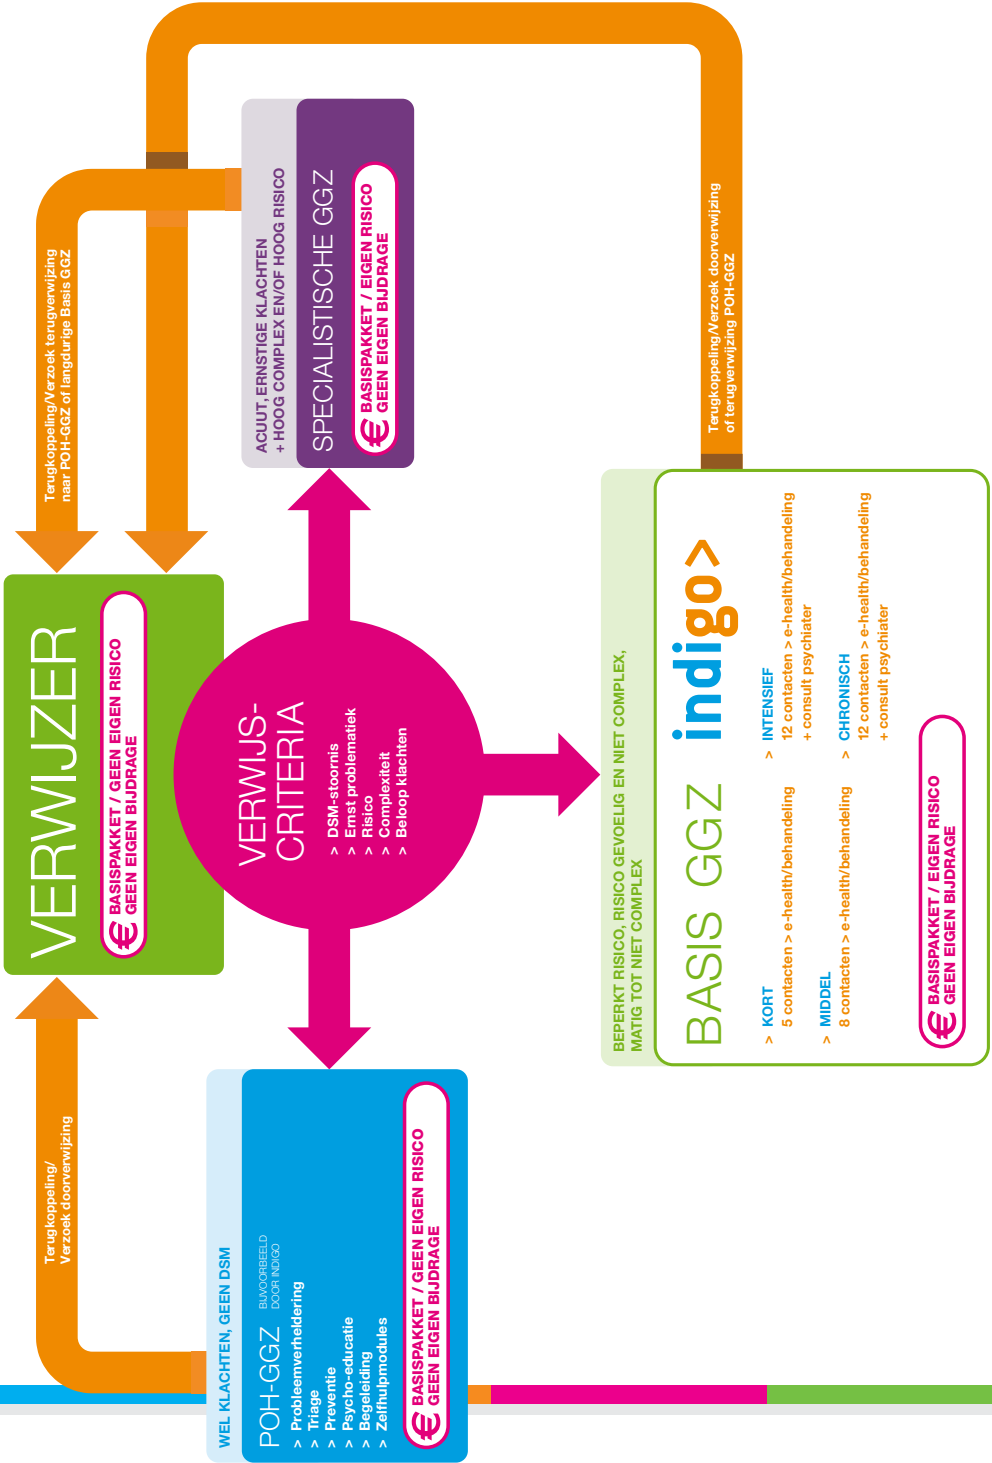 Terugkoppeling/
Verzoek doorverwijzing
VERWIJZER
€ BASISPAKKET / GEEN EIGEN RISICO
GEEN EIGEN BIJDRAGE
Terugkoppeling/Verzoek terugverwijzing
naar POH-GGZ of langdurige Basis GGZ
WEL KLACHTEN, GEEN DSM
POH-GGZ
BIJVOORBEELD
DOOR INDIGO
> Probleemverheldering
> Triage
> Preventie
> Psycho-educatie
> Begeleiding
> Zelfhulpmodules
€ BASISPAKKET / GEEN EIGEN RISICO
GEEN EIGEN BIJDRAGE
VERWIJS-
CRITERIA
> DSM-stoornis
> Ernst problematiek
> Risico
> Complexiteit
> Beloop klachten
ACUUT, ERNSTIGE KLACHTEN
+ HOOG COMPLEX EN/OF HOOG RISICO
SPECIALISTISCHE GGZ
€ BASISPAKKET / EIGEN RISICO
GEEN EIGEN BIJDRAGE
BEPERKT RISICO, RISICO GEVOELIG EN NIET COMPLEX,
MATIG TOT NIET COMPLEX
BASIS GGZ indigo>
> KORT
5 contacten > e-health/behandeling
> MIDDEL
8 contacten > e-health/behandeling
> INTENSIEF
12 contacten > e-health/behandeling
+ consult psychiater
> CHRONISCH
12 contacten > e-health/behandeling
+ consult psychiater
€ BASISPAKKET / EIGEN RISICO
GEEN EIGEN BIJDRAGE
Terugkoppeling/Verzoek doorverwijzing
of terugverwijzing POH-GGZ